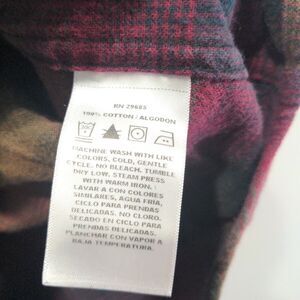 RN 29685
100% COTTON / ALGODON
MACHINE WASH WITH LIKE
COLORS, COLD, GENTLE
CYCLE. NO BLEACH. TUMBLE
DRY LOW, STEAM PRESS
WITH WARM IRON.
LAVAR A CON COLORES
SIMILARES, AGUA FRIA,
CICLO PARA PRENDAS
DELICADAS. NO CLORO.
SECAR EN CICLO PARA
PRENDAS DELICADAS.
PLANCHAR CON VAPOR A
BAJA TEMPERATURA.